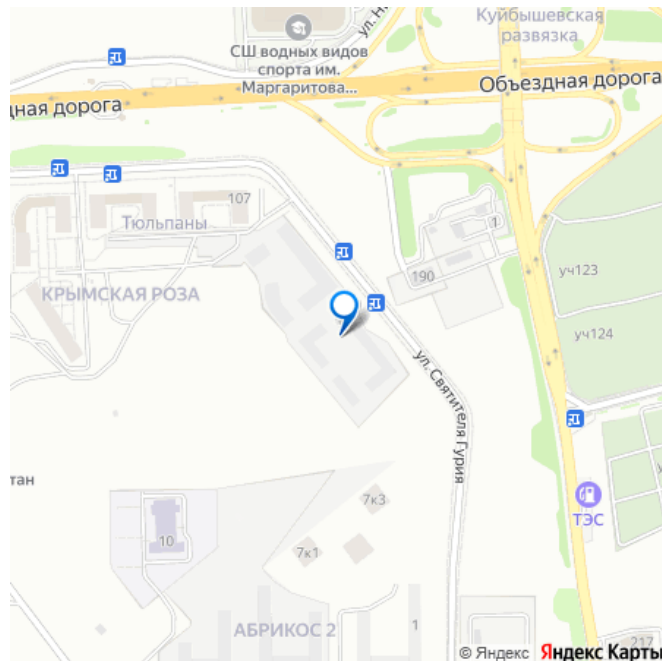 Куйбышевская
развязка
ул. Н
СШ водных видов
спорта им.
Маргаритова...
Объездная дорога
дная дорога
107
Тюльпаны
1
190
уч123
КРЫМСКАЯ РОЗА
уч124
ул. Святителя Гурия
тан
ТЭС
7к3
10
7к1
АБРИКОС 2
1
217
© Яндекс Яндекс Карты